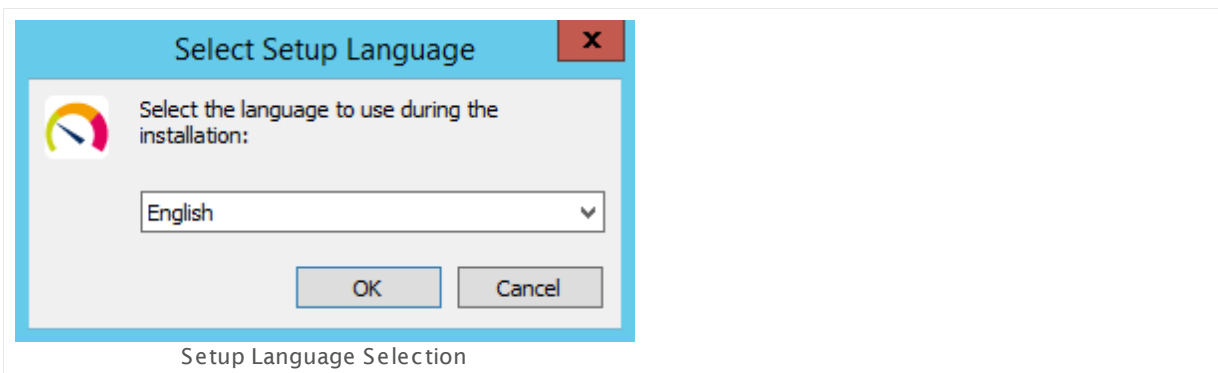 Select Setup Language
x
Select the language to use during the
installation:
English
OK
Cancel
Setup Language Selection